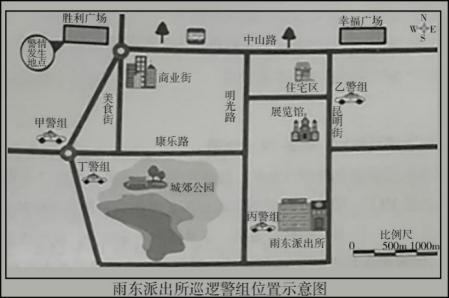 胜利广场
幸福广场
N
W
E
S
警情
发生
地点
中山路
商业街
住宅区
乙警组
美食街
明光路
展览馆
昆明街
甲警组
康乐路
丁警组
城郊公园
丙警组
雨东派出所
比例尺
0 500m 1000m
雨东派出所巡逻警组位置示意图